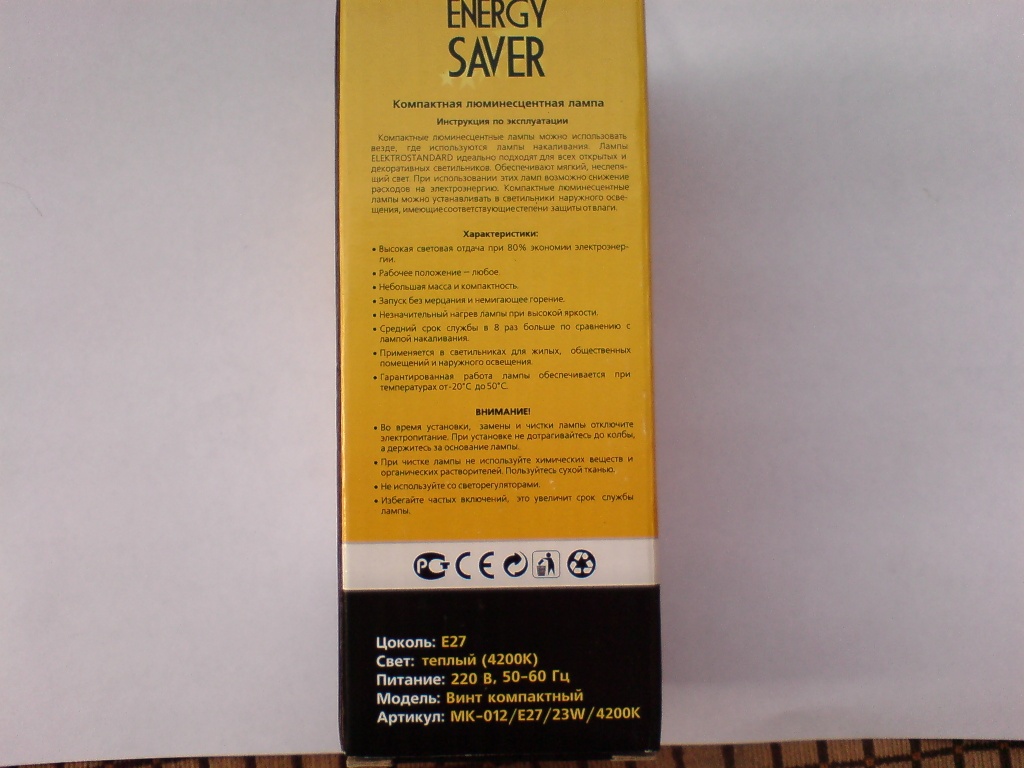 ENERGY
SAVER
Компактная люминесцентная лампа
Инструкция по эксплуатации
Компактные люминесцентные лампы можно использовать
везде, где используются лампы накаливания. Лампы
ELEKTROSTANDARD идеально подходят для всех открытых и
декоративных светильников. Обеспечивают мягкий, неслепя-
щий свет. При использовании этих ламп возможно снижение
расходов на электроэнергию. Компактные люминесцентные
лампы можно устанавливать в светильники наружного осве-
щения, имеющие соответствующие степени защиты от влаги.
Характеристики:
• Высокая световая отдача при 80% экономии электроэнер-
гии.
• Рабочее положение – любое.
• Небольшая масса и компактность.
• Запуск без мерцания и немигающее горение.
• Незначительный нагрев лампы при высокой яркости.
• Средний срок службы в 8 раз больше по сравнению с
лампой накаливания.
• Применяется в светильниках для жилых, общественных
помещений и наружного освещения.
• Гарантированная работа лампы обеспечивается при
температурах от -20°С до 50°С.
ВНИМАНИЕ!
• Во время установки, замены и чистки лампы отключите
электропитание. При установке не дотрагивайтесь до колбы,
а держитесь за основание лампы.
• При чистке лампы не используйте химических веществ и
органических растворителей. Пользуйтесь сухой тканью.
• Не используйте со светорегуляторами.
• Избегайте частых включений, это увеличит срок службы
лампы.
РСТ CE
Цоколь: E27
Свет: теплый (4200К)
Питание: 220 В, 50-60 Гц
Модель: Винт компактный
Артикул: МК-012/Е27/23W/4200К